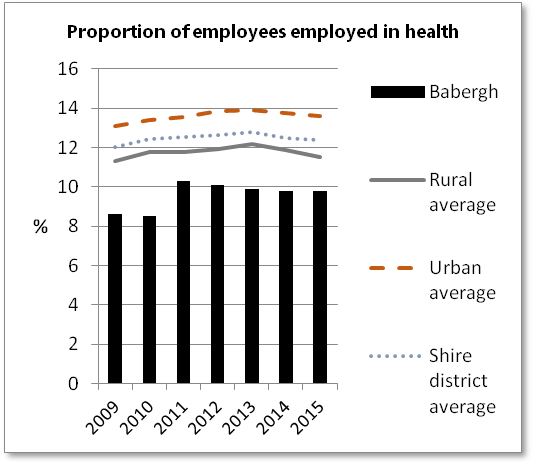 Proportion of employees employed in health
16
14
12
10
8
6
4
2
0
%
2009
2010
2011
2012
2013
2014
2015
Babergh
Rural
average
Urban
average
Shire
district
average